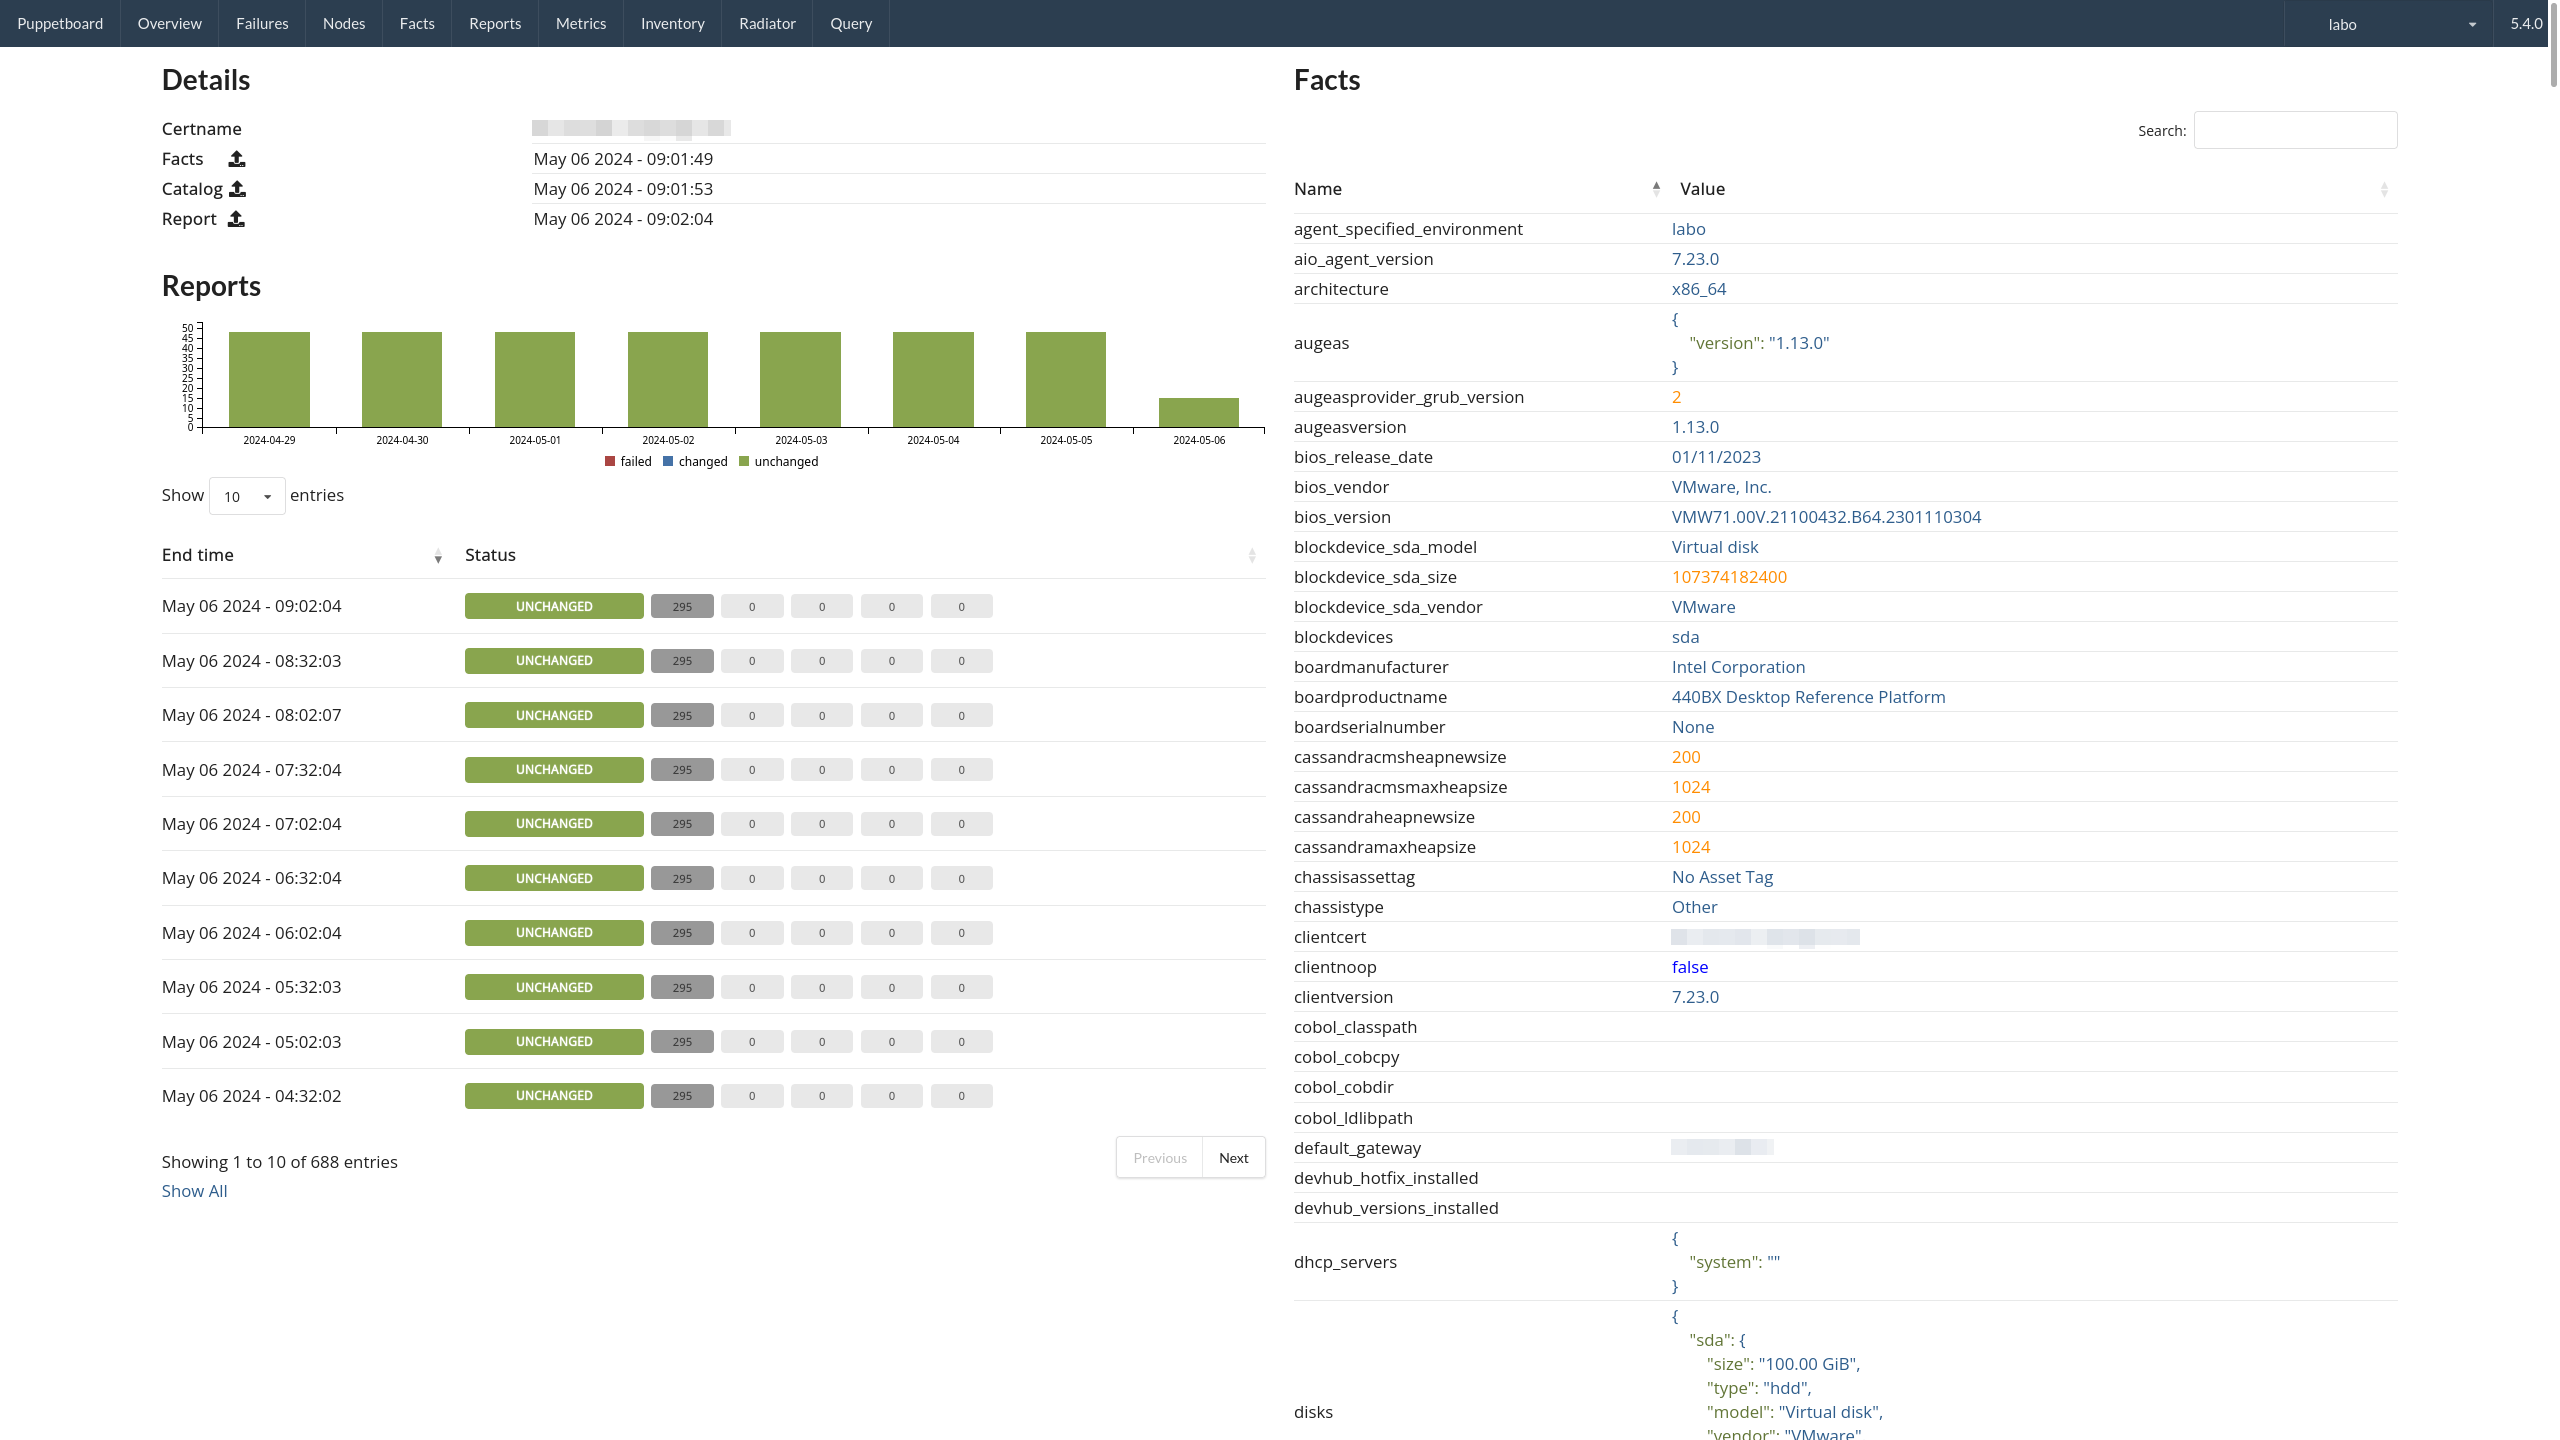 Puppetboard Overview Failures Nodes Facts Reports Metrics Inventory Radiator Query labo 5.4.0
Details
Certname
Facts May 06 2024 - 09:01:49
Catalog May 06 2024 - 09:01:53
Report May 06 2024 - 09:02:04
Reports
50
45
40
35
30
25
20
15
10
5
0
2024-04-29 2024-04-30 2024-05-01 2024-05-02 2024-05-03 2024-05-04 2024-05-05 2024-05-06
failed changed unchanged
Show 10 entries
End time Status
May 06 2024 - 09:02:04 UNCHANGED 295 0 0 0 0
May 06 2024 - 08:32:03 UNCHANGED 295 0 0 0 0
May 06 2024 - 08:02:07 UNCHANGED 295 0 0 0 0
May 06 2024 - 07:32:04 UNCHANGED 295 0 0 0 0
May 06 2024 - 07:02:04 UNCHANGED 295 0 0 0 0
May 06 2024 - 06:32:04 UNCHANGED 295 0 0 0 0
May 06 2024 - 06:02:04 UNCHANGED 295 0 0 0 0
May 06 2024 - 05:32:03 UNCHANGED 295 0 0 0 0
May 06 2024 - 05:02:03 UNCHANGED 295 0 0 0 0
May 06 2024 - 04:32:02 UNCHANGED 295 0 0 0 0
Showing 1 to 10 of 688 entries Previous Next
Show All
Facts
Search:
Name Value
agent_specified_environment labo
aio_agent_version 7.23.0
architecture x86_64
{
augeas "version": "1.13.0"
}
augeasprovider_grub_version 2
augeasversion 1.13.0
bios_release_date 01/11/2023
bios_vendor VMware, Inc.
bios_version VMW71.00V.21100432.B64.2301110304
blockdevice_sda_model Virtual disk
blockdevice_sda_size 107374182400
blockdevice_sda_vendor VMware
blockdevices sda
boardmanufacturer Intel Corporation
boardproductname 440BX Desktop Reference Platform
boardserialnumber None
cassandracmsheapnewsize 200
cassandracmsmaxheapsize 1024
cassandraheapnewsize 200
cassandramaxheapsize 1024
chassisassettag No Asset Tag
chassistype Other
clientcert
clientnoop false
clientversion 7.23.0
cobol_classpath
cobol_cobcpy
cobol_cobdir
cobol_ldlibpath
default_gateway
devhub_hotfix_installed
devhub_versions_installed
{
dhcp_servers "system": ""
}
{
"sda": {
"size": "100.00 GiB",
"type": "hdd",
disks "model": "Virtual disk",
"vendor": "VMware"